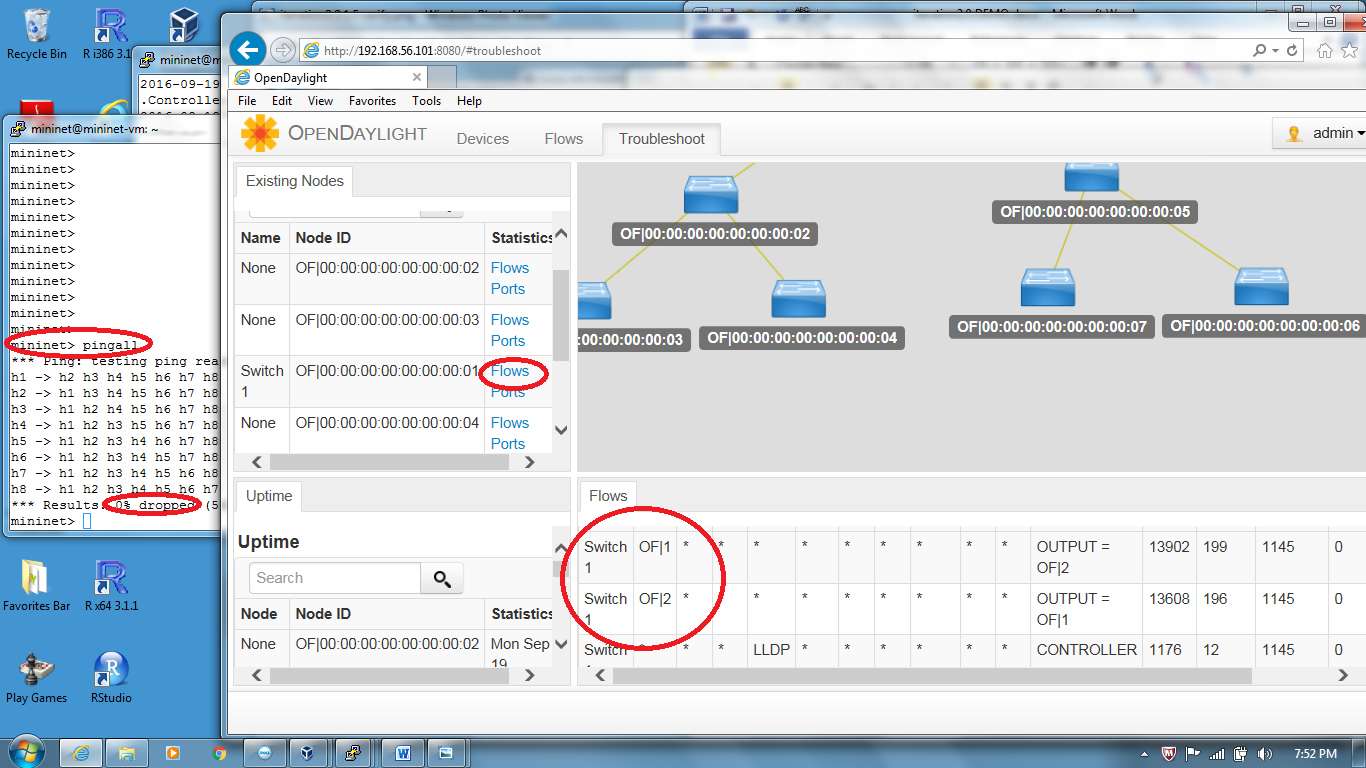 Recycle Bin
R i386 3.1
mininet@m
2016-09-19
.Controlle
mininet@mininet-vm: ~
mininet>
mininet>
mininet>
mininet>
mininet>
mininet>
mininet>
mininet>
mininet>
mininet>
mininet>
mininet>
mininet> pingall
*** Ping: testing ping rea
h1 -> h2 h3 h4 h5 h6 h7 h8
h2 -> h1 h3 h4 h5 h6 h7 h8
h3 -> h1 h2 h4 h5 h6 h7 h8
h4 -> h1 h2 h3 h5 h6 h7 h8
h5 -> h1 h2 h3 h4 h6 h7 h8
h6 -> h1 h2 h3 h4 h5 h7 h8
h7 -> h1 h2 h3 h4 h5 h6 h8
h8 -> h1 h2 h3 h4 h5 h6 h7
*** Results: 0% dropped (5
mininet>
Favorites Bar
R x64 3.1.1
Play Games
RStudio
http://192.168.56.101:8080/#troubleshoot
OpenDaylight
File Edit View Favorites Tools Help
OPENDAYLIGHT Devices Flows Troubleshoot admin
Existing Nodes
Name Node ID Statistics
None OF|00:00:00:00:00:00:00:02 Flows
Ports
None OF|00:00:00:00:00:00:00:03 Flows
Ports
Switch OF|00:00:00:00:00:00:00:01 Flows
1 Ports
None OF|00:00:00:00:00:00:00:04 Flows
Ports
OF|00:00:00:00:00:00:00:02
OF|00:00:00:00:00:00:00:05
:00:00:00:00:00:03
OF|00:00:00:00:00:00:00:04
OF|00:00:00:00:00:00:00:07
OF|00:00:00:00:00:00:00:06
Uptime
Uptime
Search
Node Node ID Statistics
None OF|00:00:00:00:00:00:00:02 Mon Sep
19
Flows
Switch OF|1 * * * * * * * * * OUTPUT = 13902 199 1145 0
1 OF|2
Switch OF|2 * * * * * * * * * OUTPUT = 13608 196 1145 0
1 OF|1
Switch * * * LLDP * * * * * * CONTROLLER 1176 12 1145 0
7:52 PM